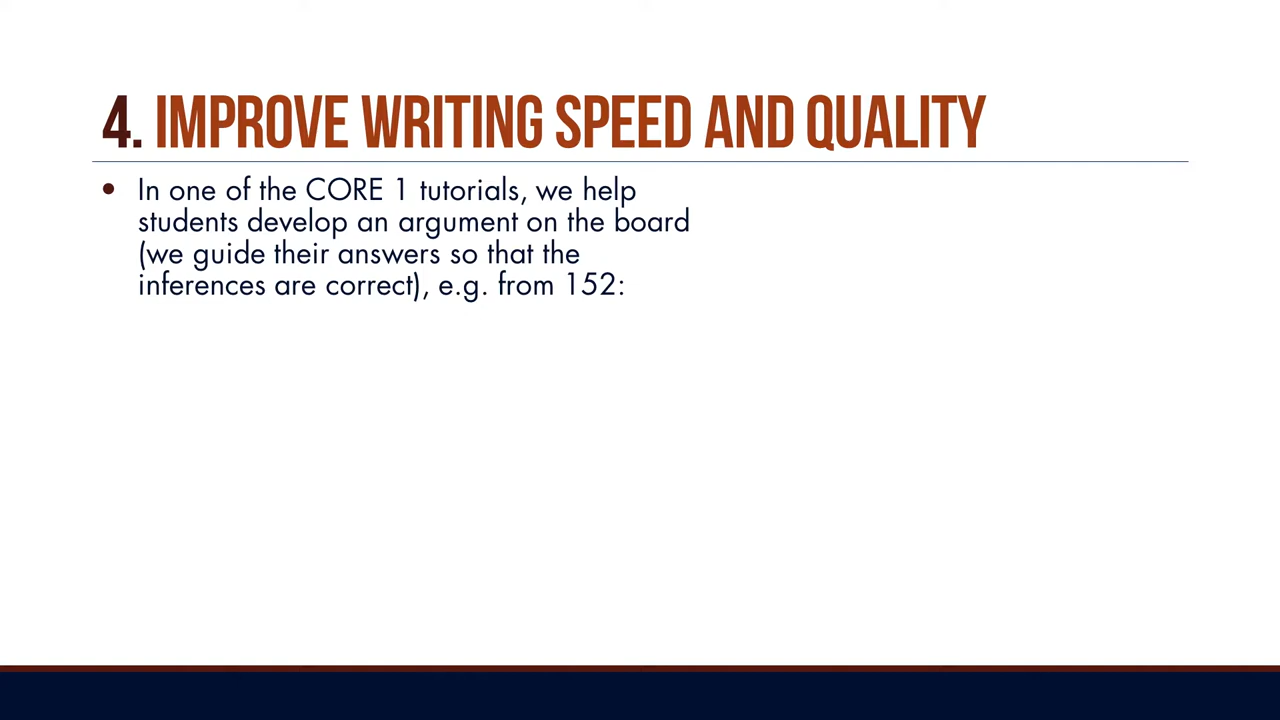 4. IMPROVE WRITING SPEED AND QUALITY
• In one of the CORE 1 tutorials, we help
students develop an argument on the board
(we guide their answers so that the
inferences are correct), e.g. from 152: